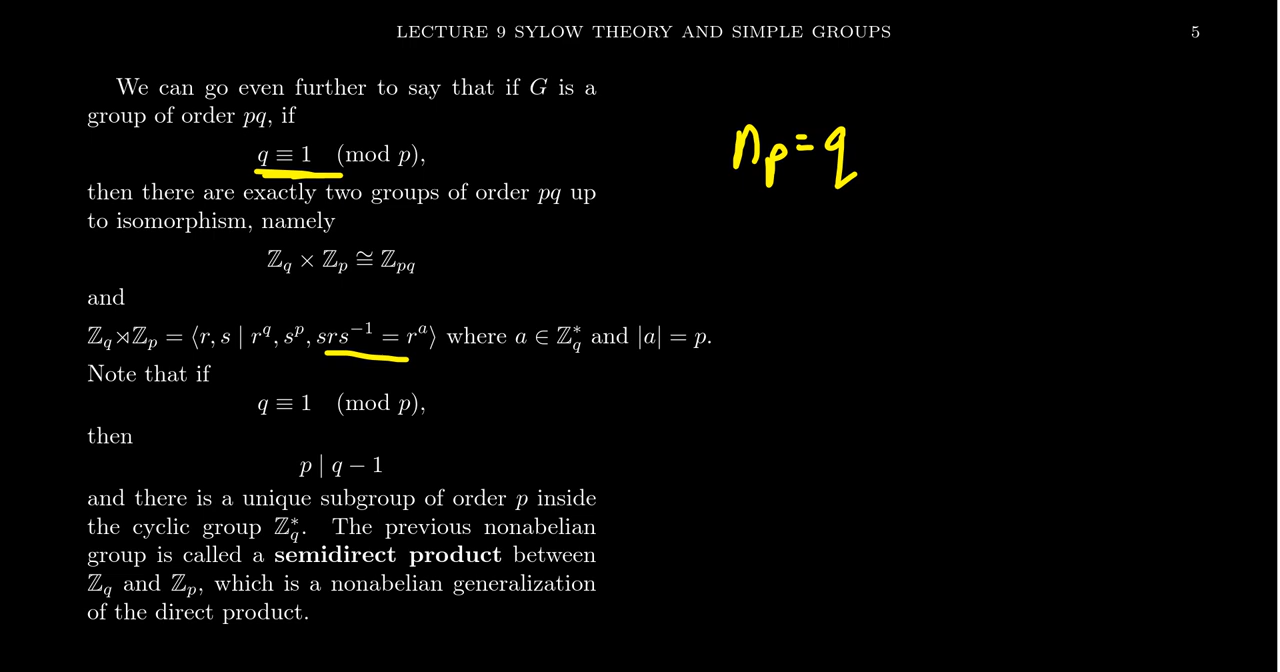 LECTURE 9 SYLOW THEORY AND SIMPLE GROUPS 5
We can go even further to say that if G is a
group of order pq, if
q ≡ 1 (mod p),
then there are exactly two groups of order pq up
to isomorphism, namely
ℤ_q × ℤ_p ≅ ℤ_{pq}
and
ℤ_q ⋊ ℤ_p = ⟨r, s | r^q, s^p, srs^{−1} = r^a⟩ where a ∈ ℤ_q^* and |a| = p.
Note that if
q ≡ 1 (mod p),
then
p | q − 1
and there is a unique subgroup of order p inside
the cyclic group ℤ_q^*. The previous nonabelian
group is called a semidirect product between
ℤ_q and ℤ_p, which is a nonabelian generalization
of the direct product.
n_p = q